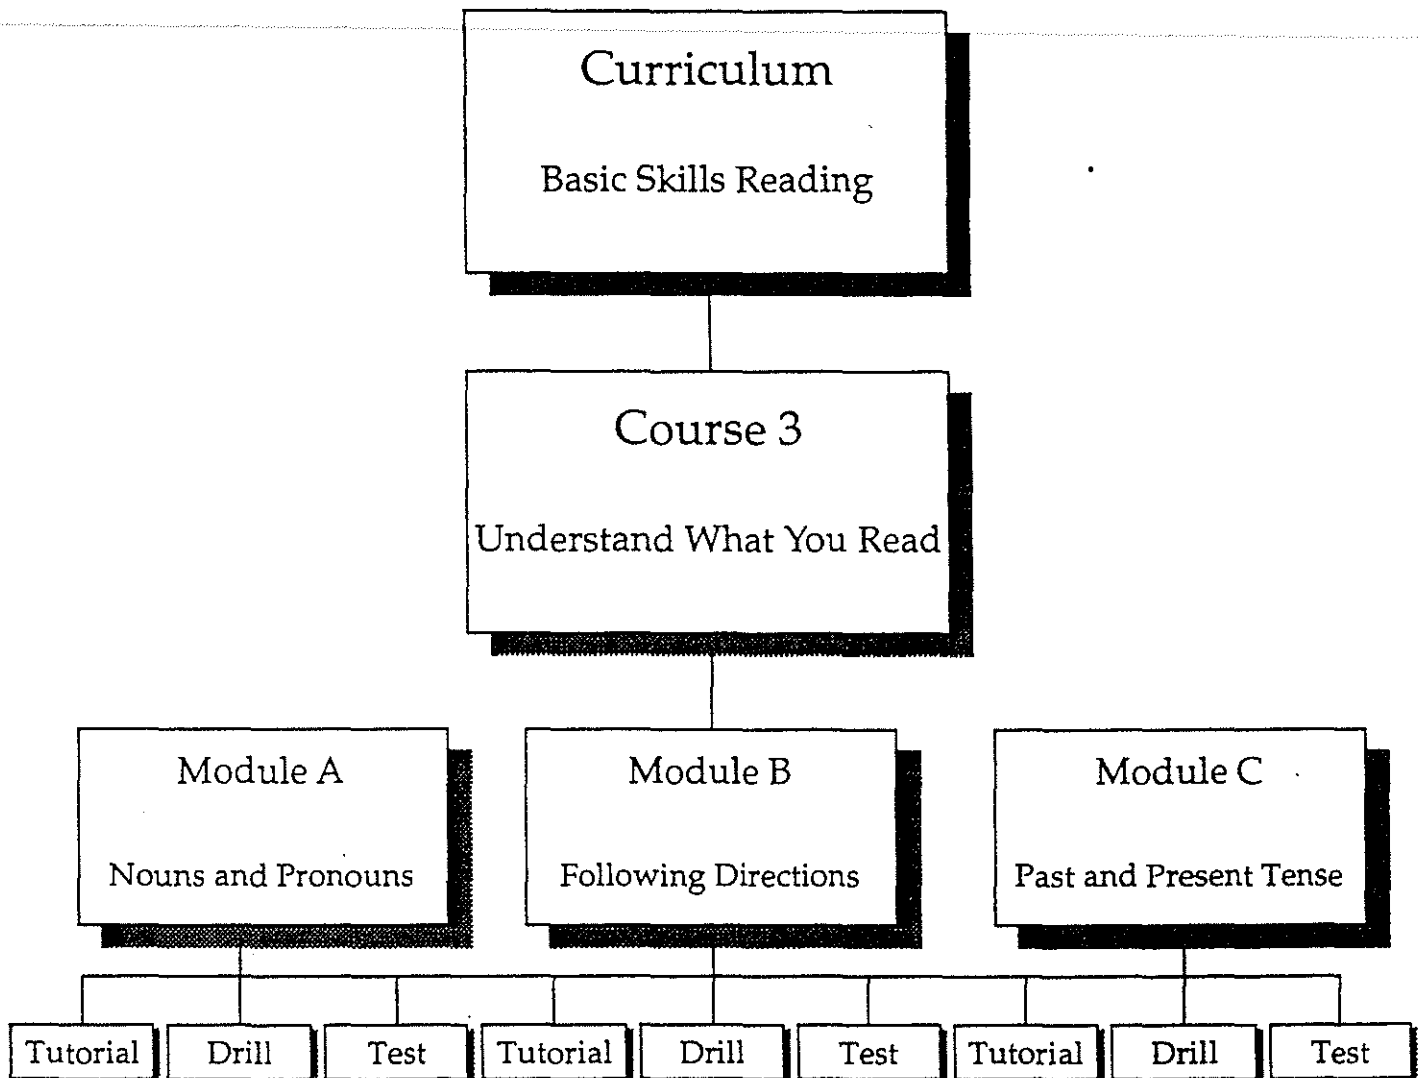 Curriculum
Basic Skills Reading
Course 3
Understand What You Read
Module A
Nouns and Pronouns
Module B
Following Directions
Module C
Past and Present Tense
Tutorial
Drill
Test
Tutorial
Drill
Test
Tutorial
Drill
Test